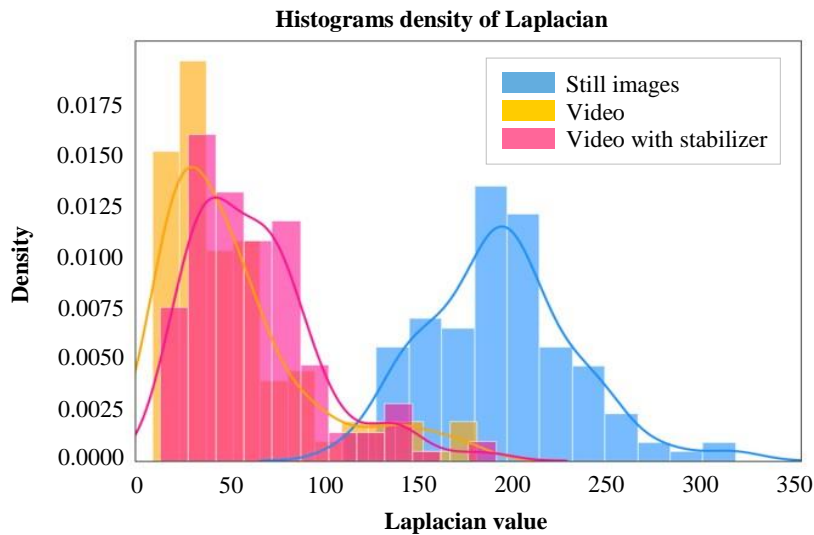 Histograms density of Laplacian
Still images
Video
Video with stabilizer
Density
0.0175
0.0150
0.0125
0.0100
0.0075
0.0050
0.0025
0.0000
0 50 100 150 200 250 300 350
Laplacian value